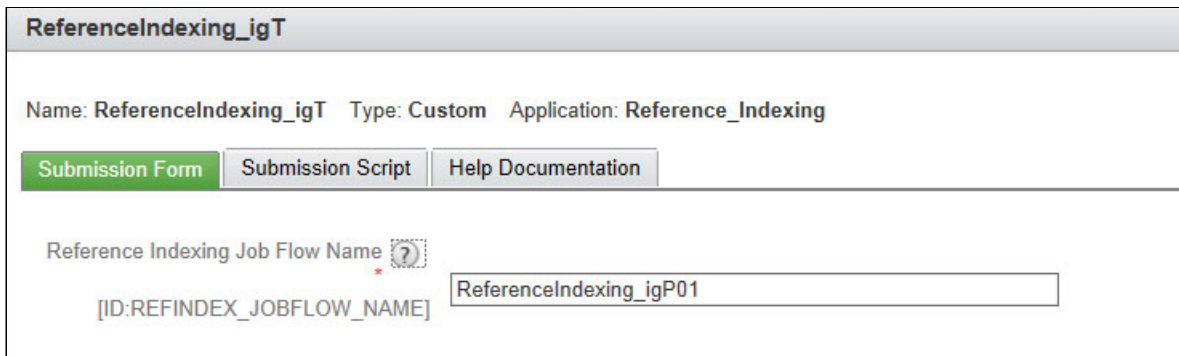 ReferenceIndexing_igT
Name: ReferenceIndexing_igT Type: Custom Application: Reference_Indexing
Submission Form Submission Script Help Documentation
Reference Indexing Job Flow Name ?
*
[ID:REFINDEX_JOBFLOW_NAME] ReferenceIndexing_igP01